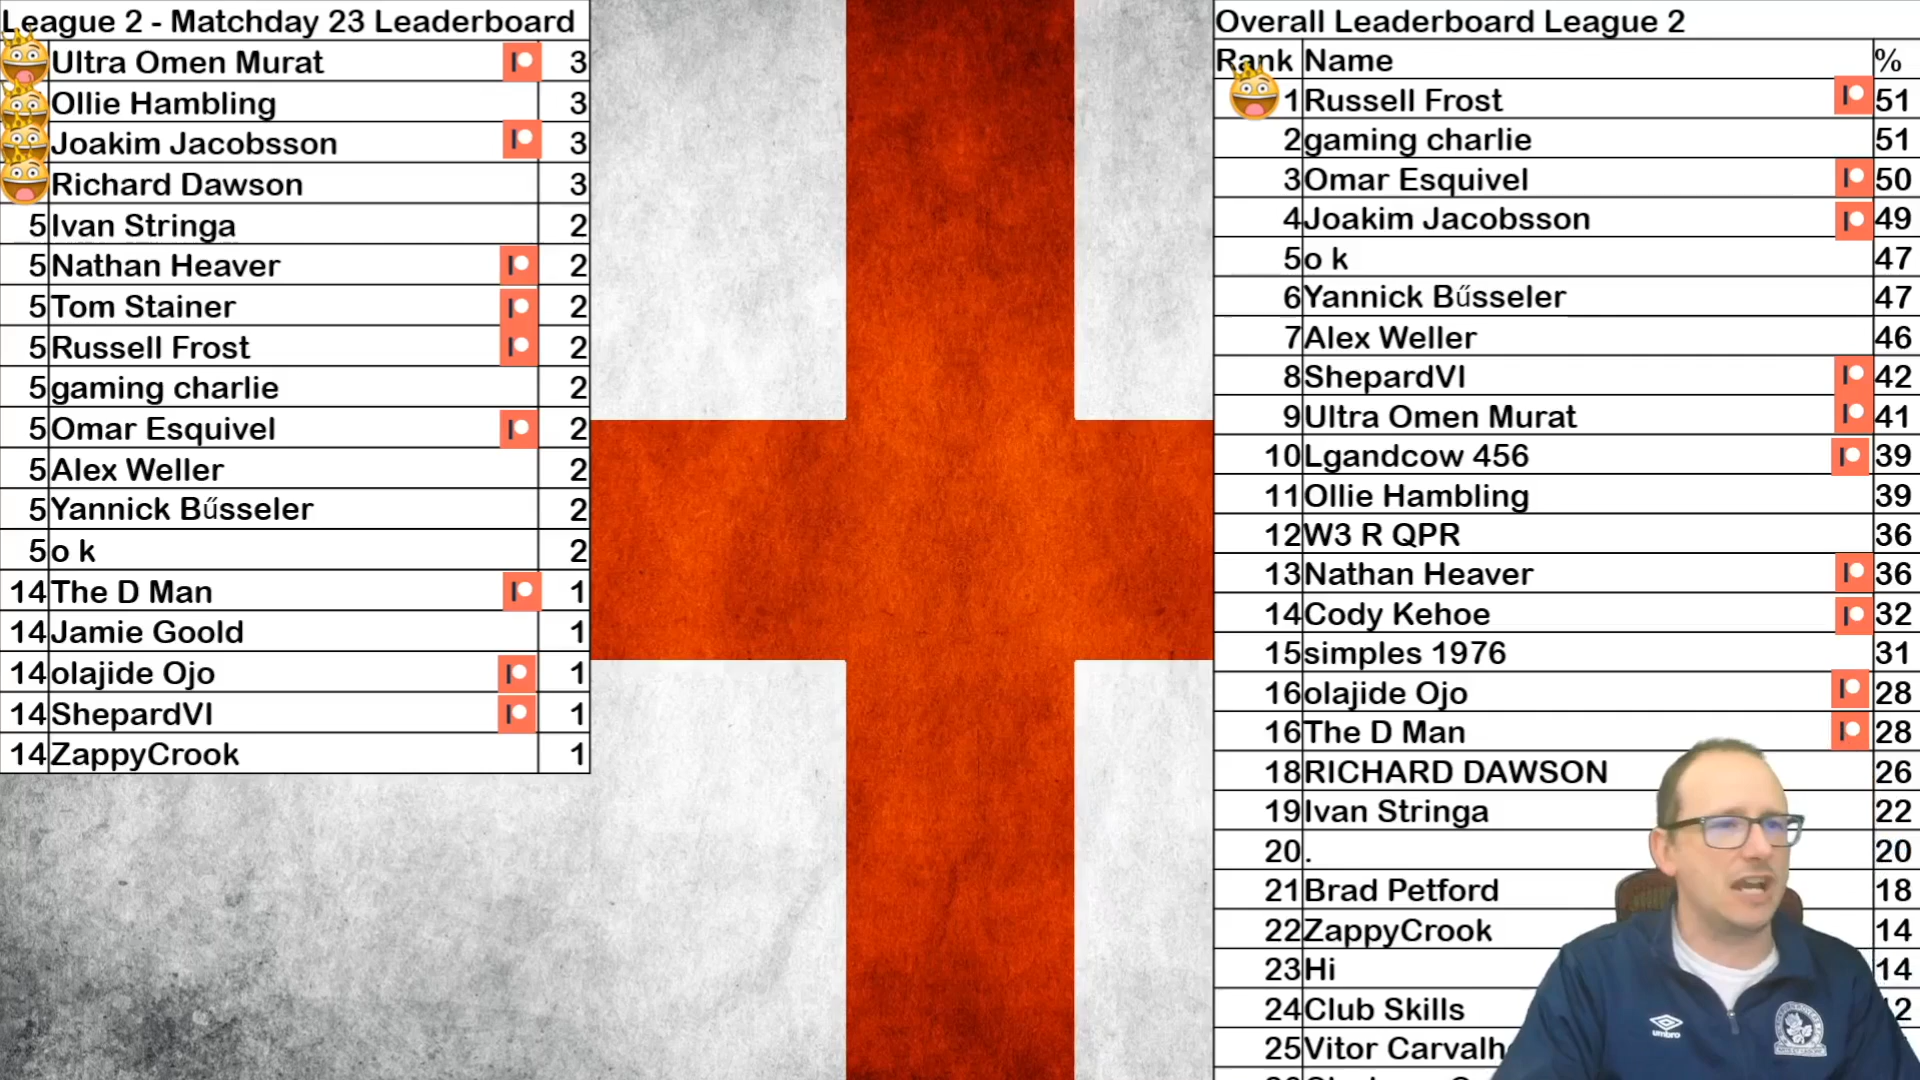 League 2 - Matchday 23 Leaderboard
Ultra Omen Murat 3
Ollie Hambling 3
Joakim Jacobsson 3
Richard Dawson 3
5 Ivan Stringa 2
5 Nathan Heaver 2
5 Tom Stainer 2
5 Russell Frost 2
5 gaming charlie 2
5 Omar Esquivel 2
5 Alex Weller 2
5 Yannick Bűsseler 2
5 o k 2
14 The D Man 1
14 Jamie Goold 1
14 olajide Ojo 1
14 ShepardVI 1
14 ZappyCrook 1
Overall Leaderboard League 2
Rank Name %
1 Russell Frost 51
2 gaming charlie 51
3 Omar Esquivel 50
4 Joakim Jacobsson 49
5 o k 47
6 Yannick Bűsseler 47
7 Alex Weller 46
8 ShepardVI 42
9 Ultra Omen Murat 41
10 Lgandcow 456 39
11 Ollie Hambling 39
12 W3 R QPR 36
13 Nathan Heaver 36
14 Cody Kehoe 32
15 simples 1976 31
16 olajide Ojo 28
16 The D Man 28
18 RICHARD DAWSON 26
19 Ivan Stringa 22
20 . 20
21 Brad Petford 18
22 ZappyCrook 14
23 Hi 14
24 Club Skills 2
25 Vitor Carvalh
umbro